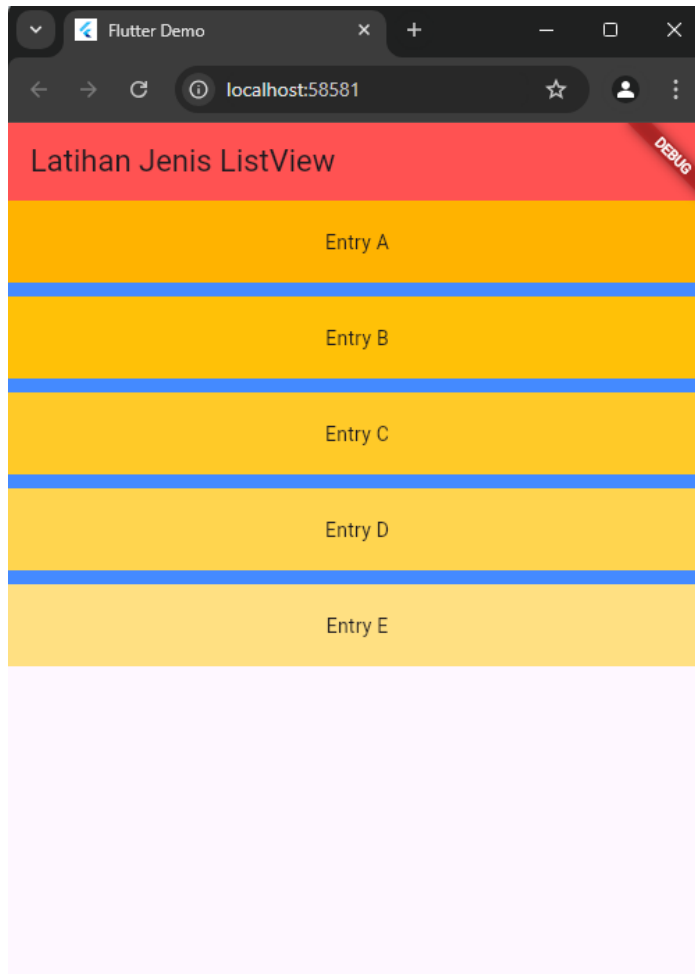 Flutter Demo
localhost:58581
Latihan Jenis ListView
DEBUG
Entry A
Entry B
Entry C
Entry D
Entry E